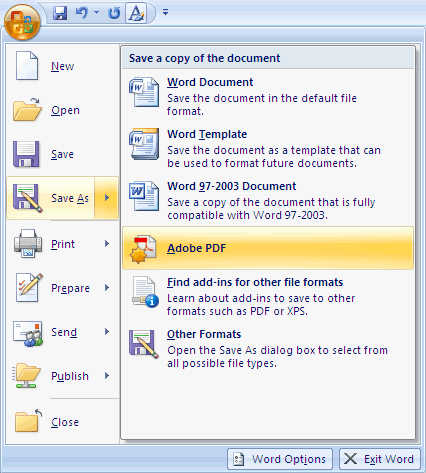 New
Open
Save
Save As
Print
Prepare
Send
Publish
Close
Save a copy of the document
Word Document
Save the document in the default file
format.
Word Template
Save the document as a template that can
be used to format future documents.
Word 97-2003 Document
Save a copy of the document that is fully
compatible with Word 97-2003.
Adobe PDF
Find add-ins for other file formats
Learn about add-ins to save to other
formats such as PDF or XPS.
Other Formats
Open the Save As dialog box to select from
all possible file types.
Word Options
Exit Word